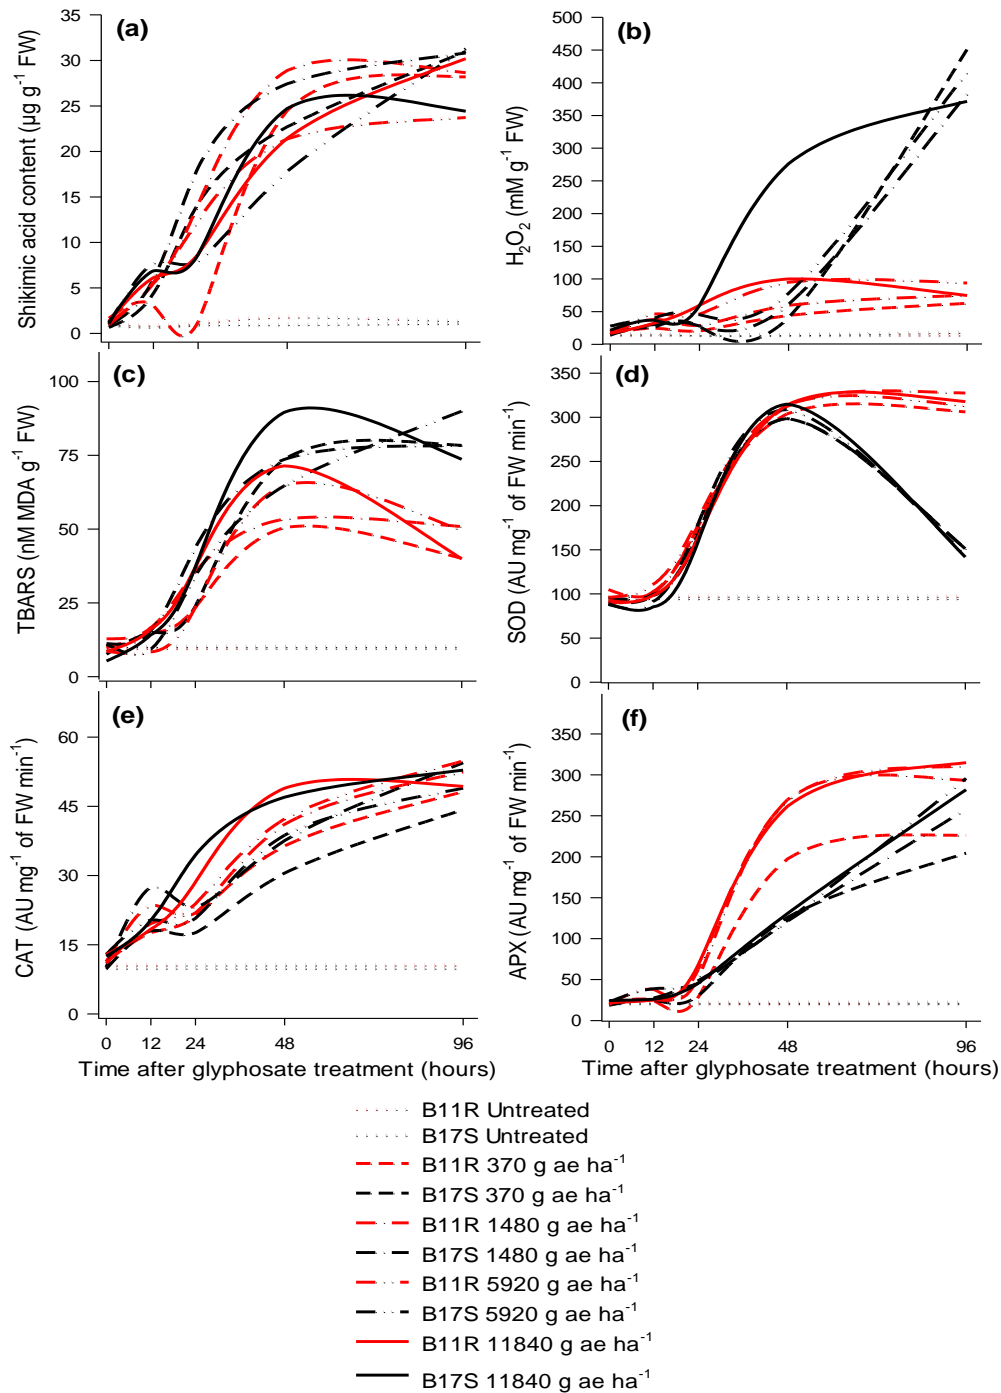 (a)
Shikimic acid content (µg g⁻¹ FW)
35
30
25
20
15
10
5
0
(b)
H₂O₂ (mM g⁻¹ FW)
500
450
400
350
300
250
200
150
100
50
0
(c)
TBARS (nM MDA g⁻¹ FW)
100
75
50
25
0
(d)
SOD (AU mg⁻¹ of FW min⁻¹)
350
300
250
200
150
100
50
0
(e)
CAT (AU mg⁻¹ of FW min⁻¹)
60
45
30
15
0
0 12 24 48 96
Time after glyphosate treatment (hours)
(f)
APX (AU mg⁻¹ of FW min⁻¹)
350
300
250
200
150
100
50
0
0 12 24 48 96
Time after glyphosate treatment (hours)
B11R Untreated
B17S Untreated
B11R 370 g ae ha⁻¹
B17S 370 g ae ha⁻¹
B11R 1480 g ae ha⁻¹
B17S 1480 g ae ha⁻¹
B11R 5920 g ae ha⁻¹
B17S 5920 g ae ha⁻¹
B11R 11840 g ae ha⁻¹
B17S 11840 g ae ha⁻¹